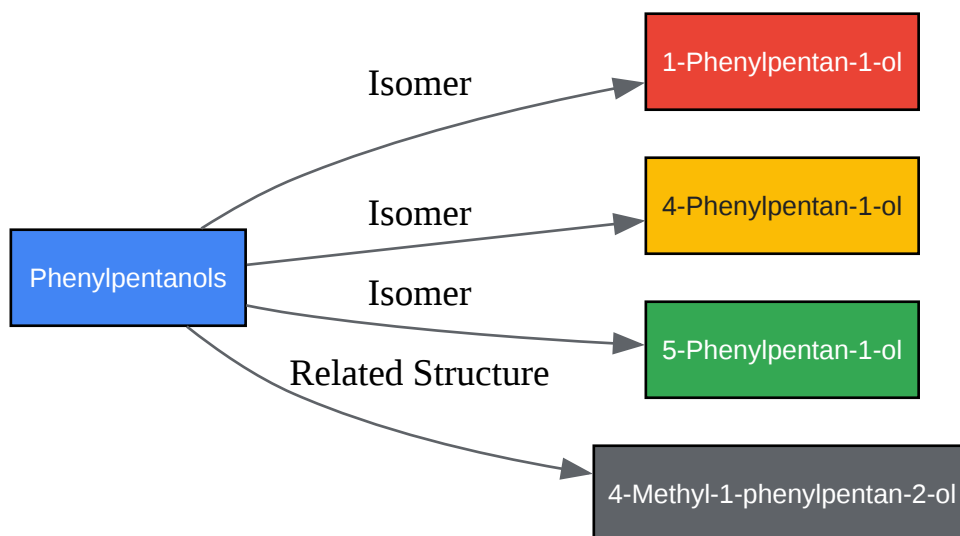 1-Phenylpentan-1-ol
Isomer
4-Phenylpentan-1-ol
Isomer
Phenylpentanols
Isomer
5-Phenylpentan-1-ol
Related Structure
4-Methyl-1-phenylpentan-2-ol